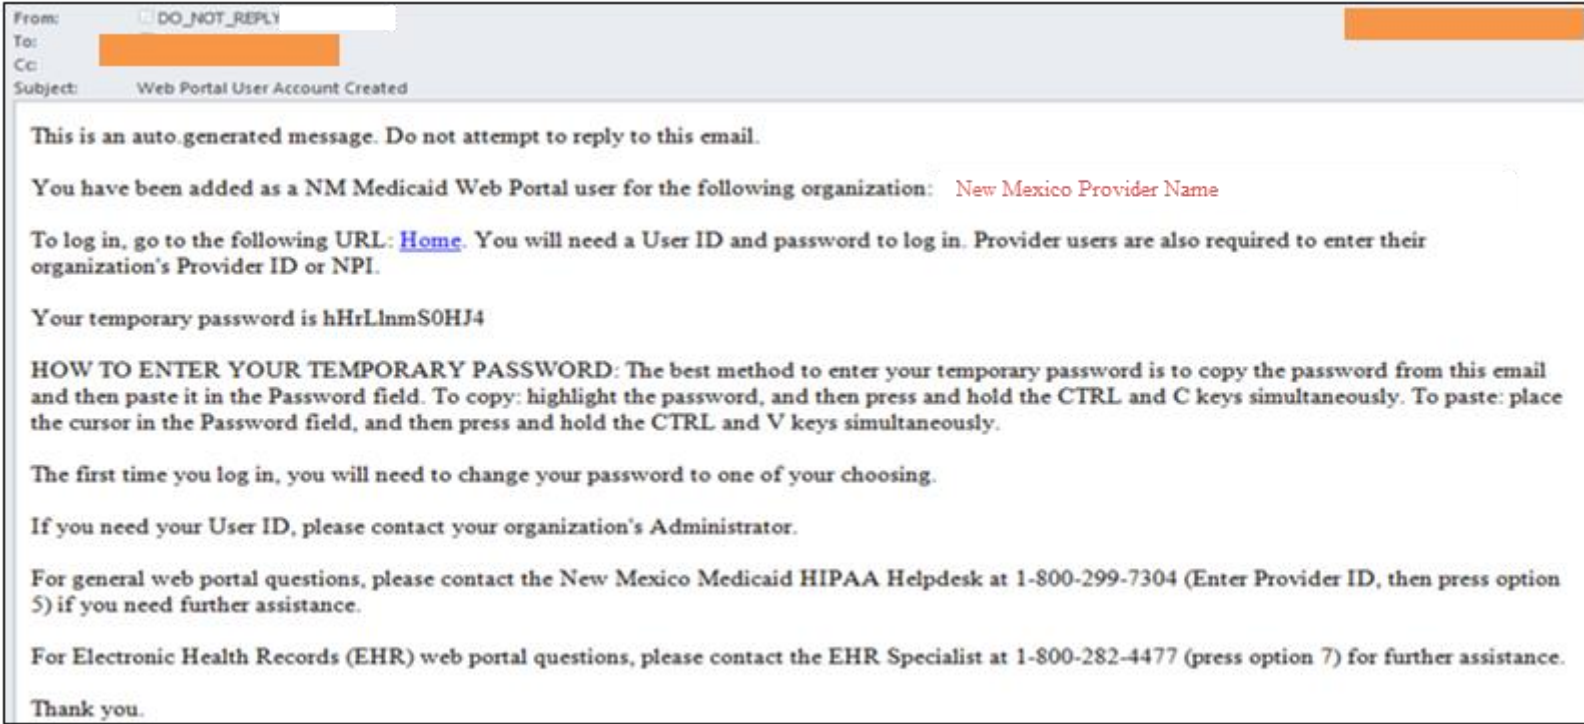 From: DO_NOT_REPLY
To:
Cc:
Subject: Web Portal User Account Created
This is an auto.generated message. Do not attempt to reply to this email.
You have been added as a NM Medicaid Web Portal user for the following organization: New Mexico Provider Name
To log in, go to the following URL: Home. You will need a User ID and password to log in. Provider users are also required to enter their
organization's Provider ID or NPI.
Your temporary password is hHrLlnmS0HJ4
HOW TO ENTER YOUR TEMPORARY PASSWORD: The best method to enter your temporary password is to copy the password from this email
and then paste it in the Password field. To copy: highlight the password, and then press and hold the CTRL and C keys simultaneously. To paste: place
the cursor in the Password field, and then press and hold the CTRL and V keys simultaneously.
The first time you log in, you will need to change your password to one of your choosing.
If you need your User ID, please contact your organization's Administrator.
For general web portal questions, please contact the New Mexico Medicaid HIPAA Helpdesk at 1-800-299-7304 (Enter Provider ID, then press option
5) if you need further assistance.
For Electronic Health Records (EHR) web portal questions, please contact the EHR Specialist at 1-800-282-4477 (press option 7) for further assistance.
Thank you.